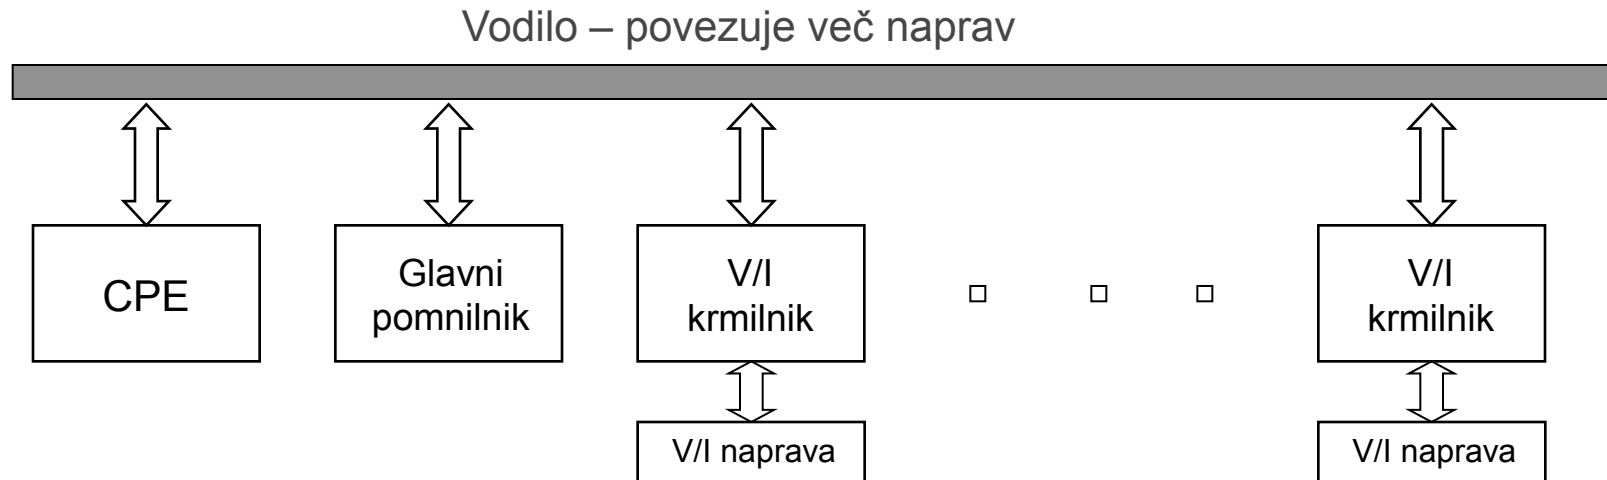 Vodilo – povezuje več naprav
CPE
Glavni
pomnilnik
V/I
krmilnik
V/I
krmilnik
V/I naprava
V/I naprava